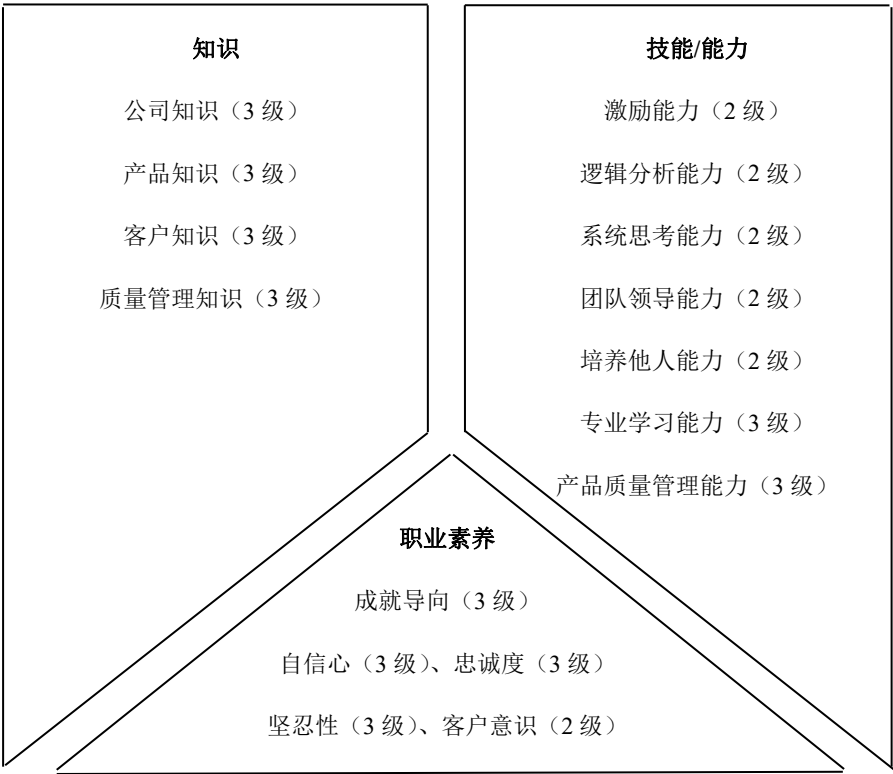 知识
公司知识（3 级）
产品知识（3 级）
客户知识（3 级）
质量管理知识（3 级）
技能/能力
激励能力（2 级）
逻辑分析能力（2 级）
系统思考能力（2 级）
团队领导能力（2 级）
培养他人能力（2 级）
专业学习能力（3 级）
产品质量管理能力（3 级）
职业素养
成就导向（3 级）
自信心（3 级）、忠诚度（3 级）
坚忍性（3 级）、客户意识（2 级）